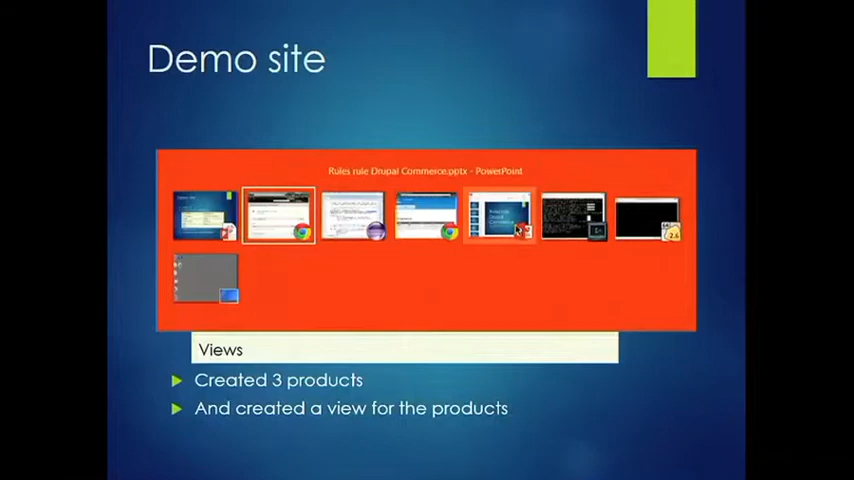 Demo site
Rules rule Drupal Commerce.pptx - PowerPoint
Views
Created 3 products
And created a view for the products